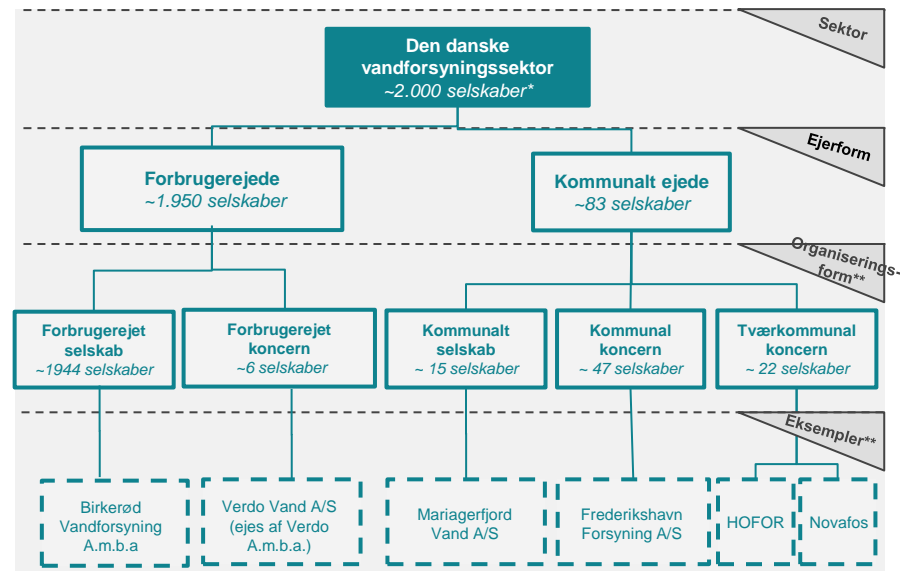 Sektor
Den danske
vandforsyningssektor
~2.000 selskaber*
Ejerform
Forbrugerejede
~1.950 selskaber
Kommunalt ejede
~83 selskaber
Organiserings-
form**
Forbrugerejet
selskab
~1944 selskaber
Forbrugerejet
koncern
~6 selskaber
Kommunalt
selskab
~ 15 selskaber
Kommunal
koncern
~ 47 selskaber
Tværkommunal
koncern
~ 22 selskaber
Eksempler**
Birkerød
Vandforsyning
A.m.b.a
Verdo Vand A/S
(ejes af Verdo
A.m.b.a.)
Mariagerfjord
Vand A/S
Frederikshavn
Forsyning A/S
HOFOR
Novafos